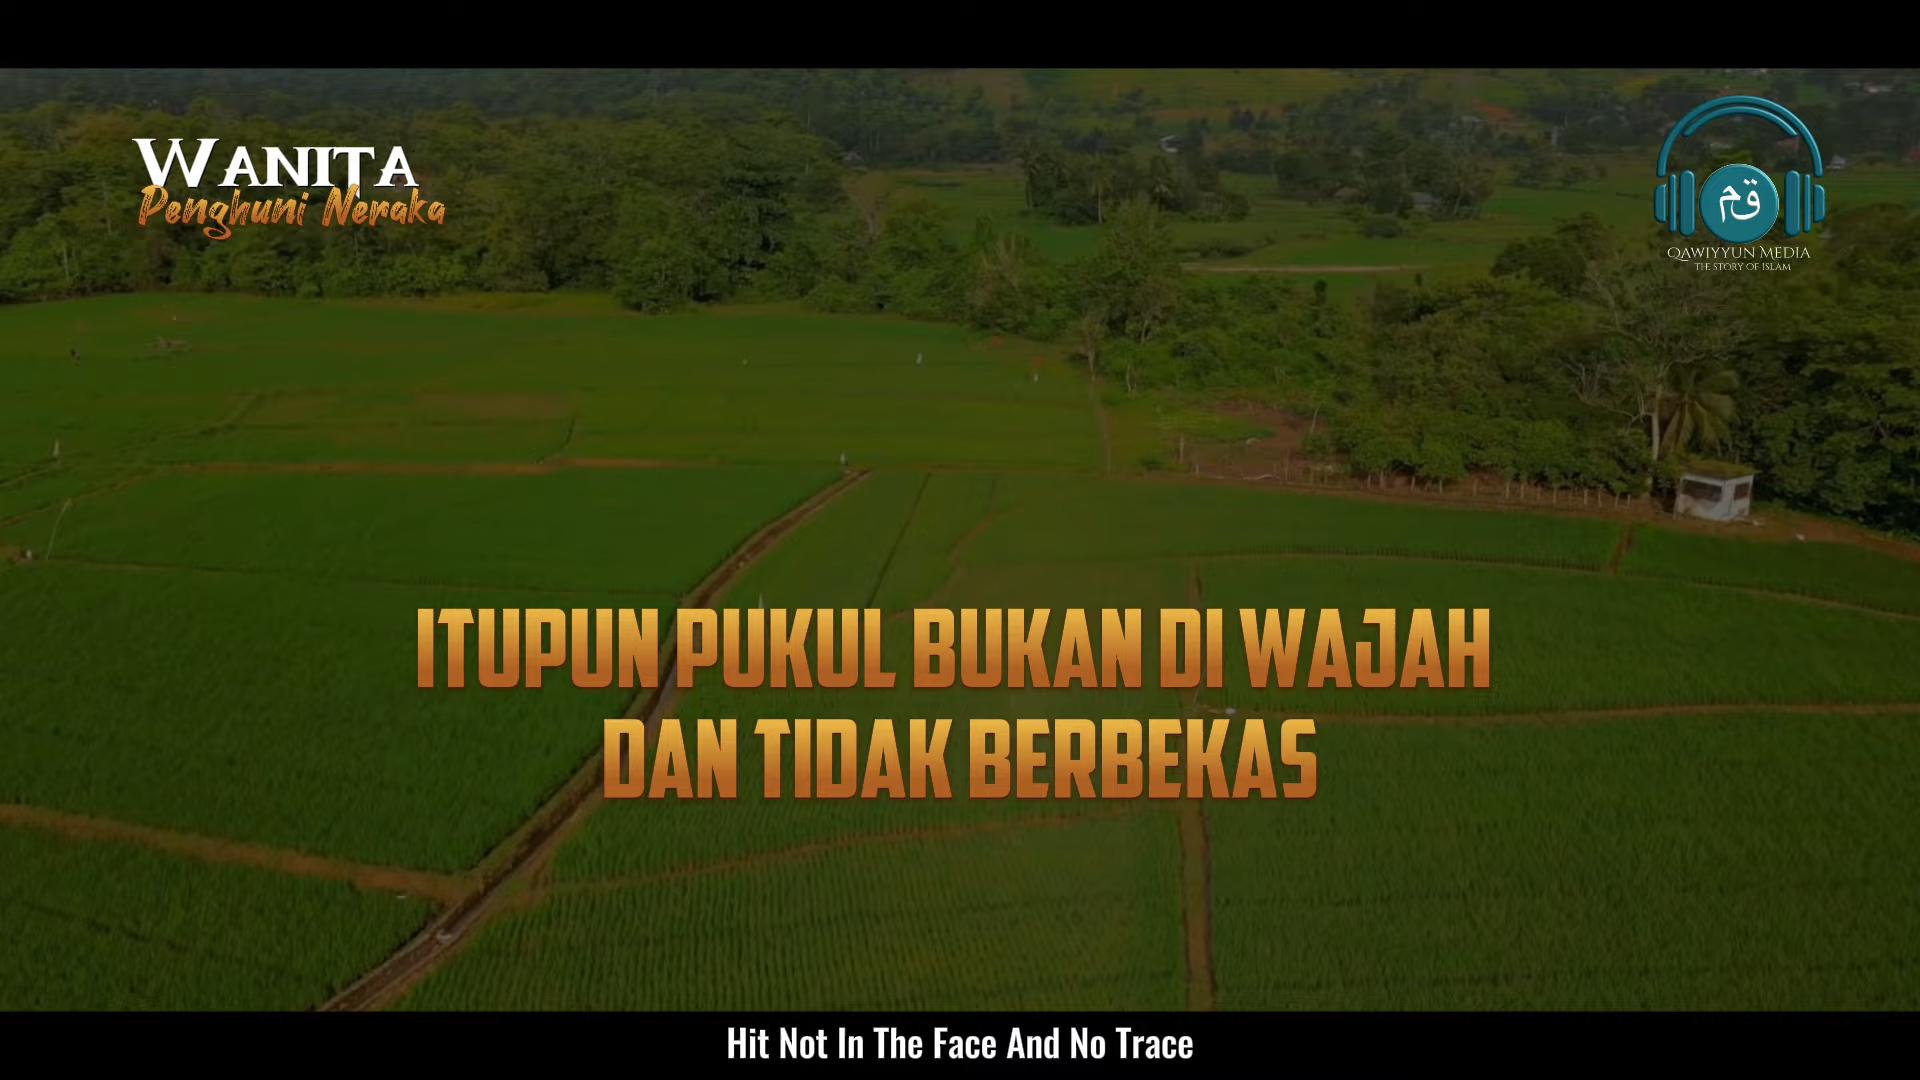 WANITA
Penghuni Neraka
قم
QAWIYYUN MEDIA
THE STORY OF ISLAM
ITUPUN PUKUL BUKAN DI WAJAH
DAN TIDAK BERBEKAS
Hit Not In The Face And No Trace